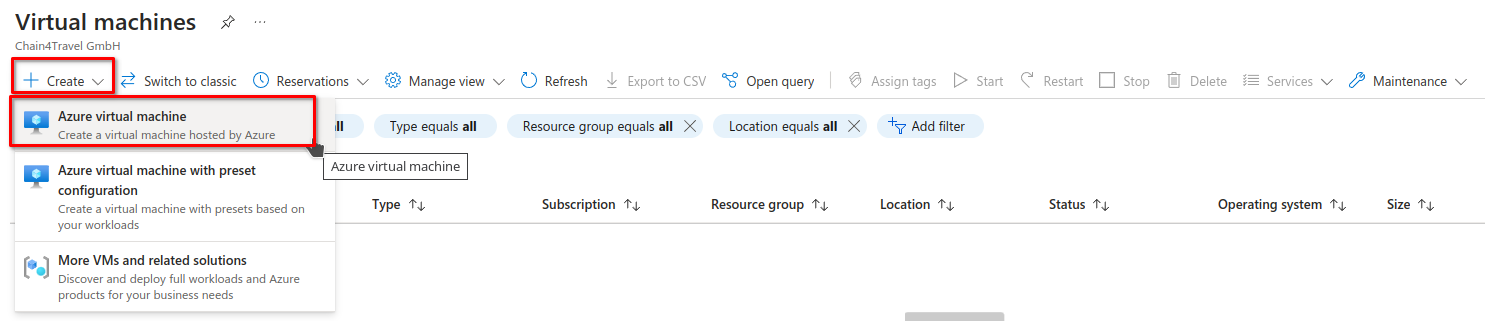 Virtual machines
Chain4Travel GmbH
Create Switch to classic Reservations Manage view Refresh Export to CSV Open query Assign tags Start Restart Stop Delete Services Maintenance
Azure virtual machine
Create a virtual machine hosted by Azure
all Type equals all Resource group equals all Location equals all Add filter
Azure virtual machine
Azure virtual machine with preset
configuration
Create a virtual machine with presets based on
your workloads
Type Subscription Resource group Location Status Operating system Size
More VMs and related solutions
Discover and deploy full workloads and Azure
products for your business needs